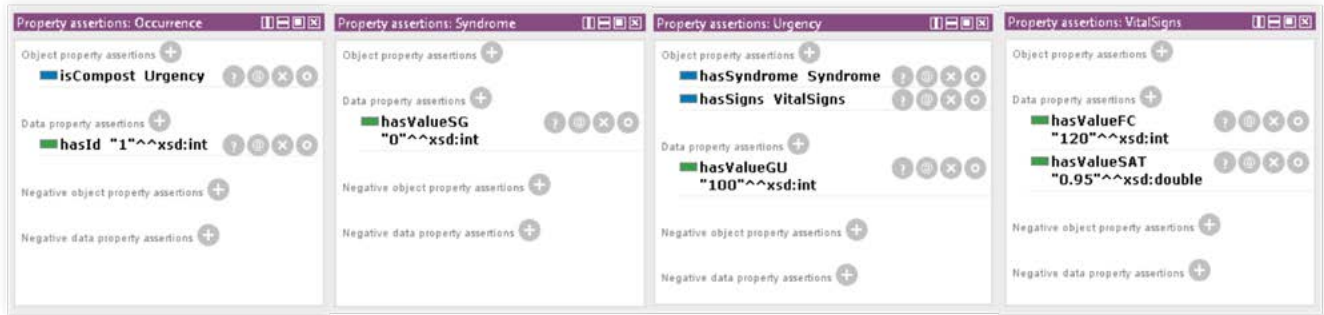 Property assertions: Occurrence
Object property assertions
isCompost Urgency
Data property assertions
hasId "1"^^xsd:int
Negative object property assertions
Negative data property assertions
Property assertions: Syndrome
Object property assertions
Data property assertions
hasValueSG
"0"^^xsd:int
Negative object property assertions
Negative data property assertions
Property assertions: Urgency
Object property assertions
hasSyndrome Syndrome
hasSigns VitalSigns
Data property assertions
hasValueGU
"100"^^xsd:int
Negative object property assertions
Negative data property assertions
Property assertions: VitalSigns
Object property assertions
Data property assertions
hasValueFC
"120"^^xsd:int
hasValueSAT
"0.95"^^xsd:double
Negative object property assertions
Negative data property assertions